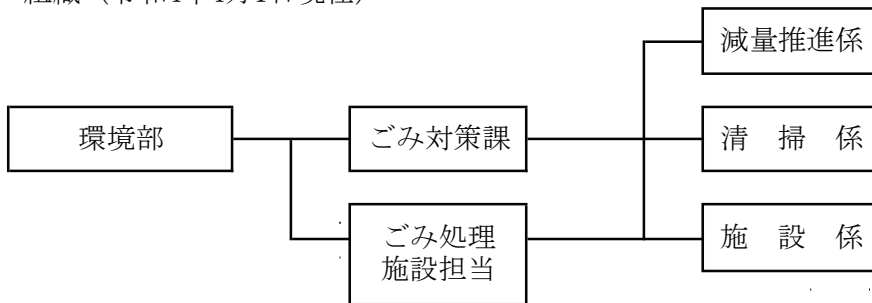 減量推進係
環境部
ごみ対策課
清　掃　係
ごみ処理
施設担当
施　設　係